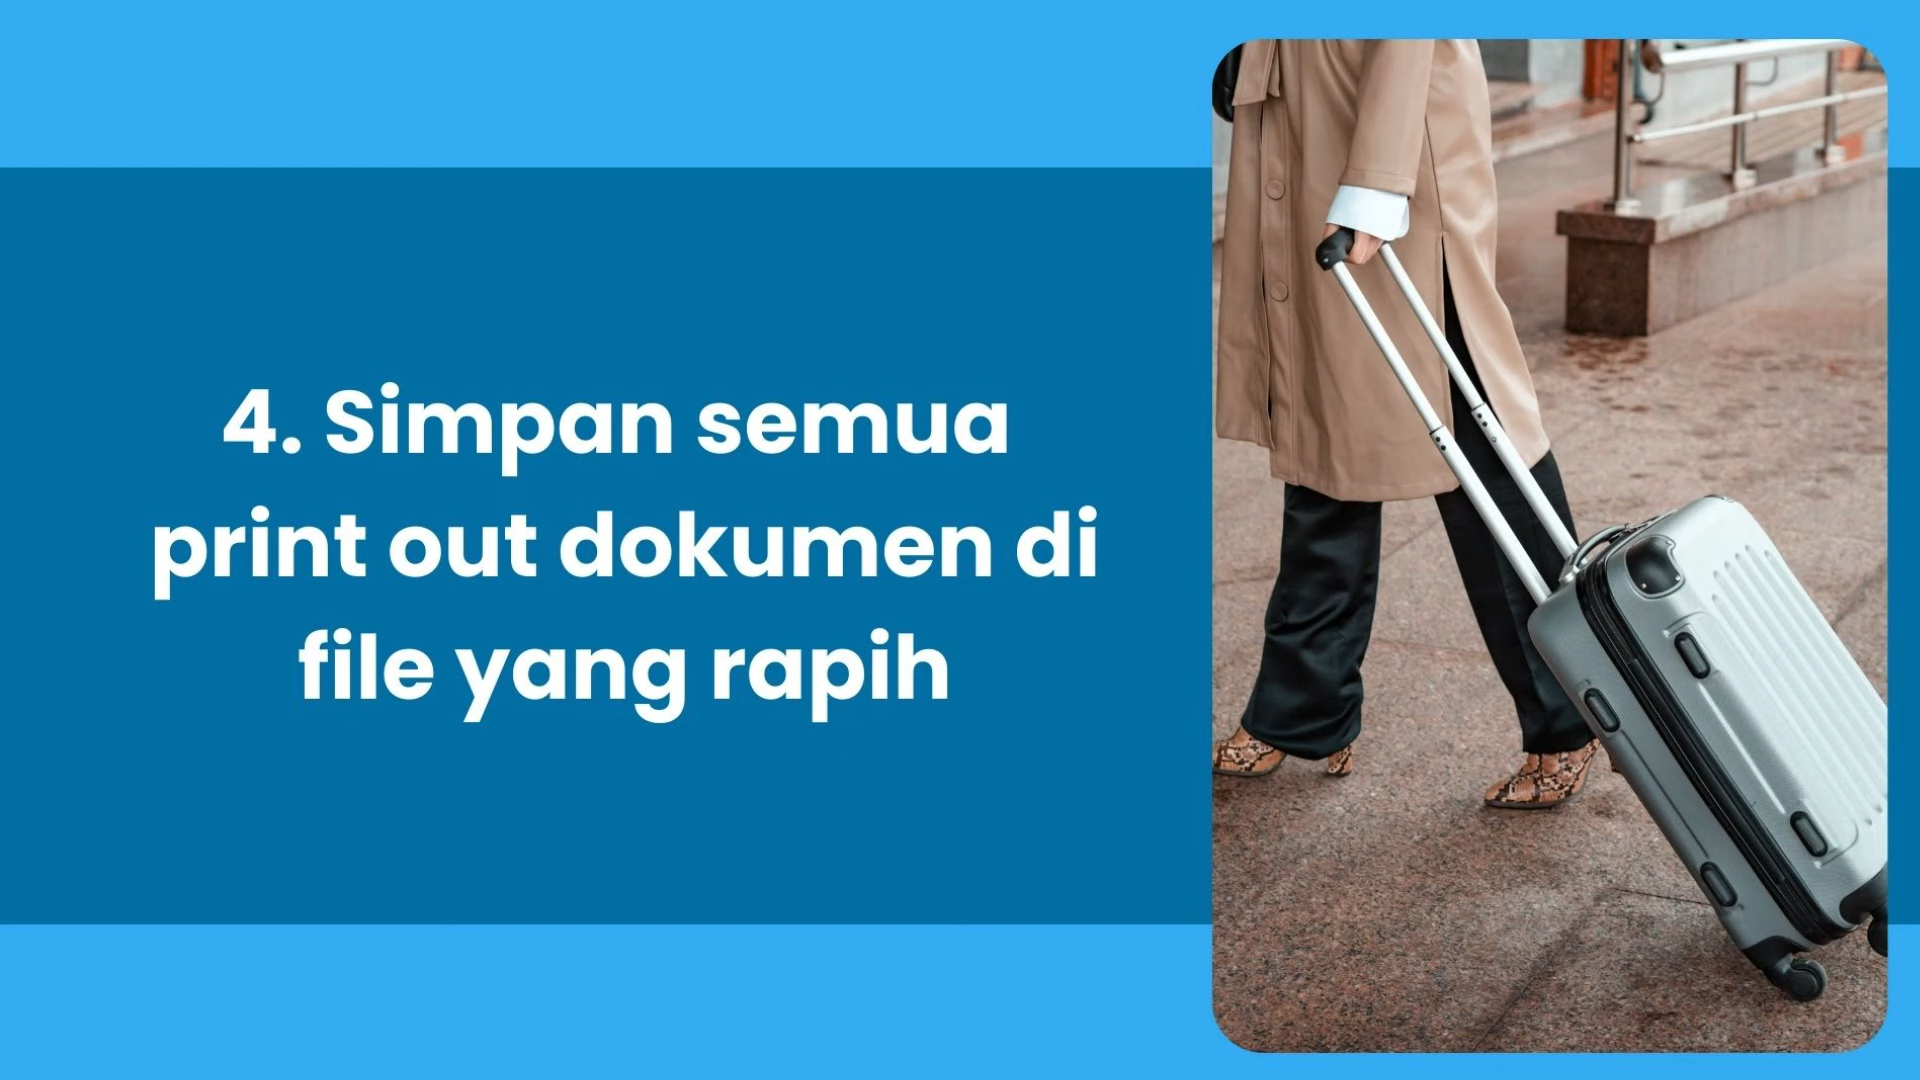 4. Simpan semua
print out dokumen di
file yang rapih